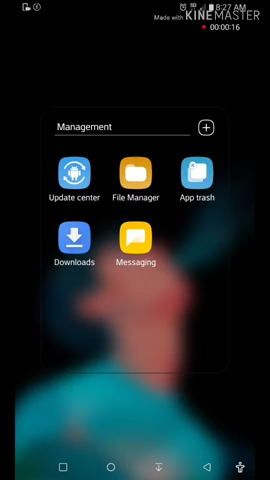 8:27 AM
Made with KINEMASTER
00:00:16
Management
Update center
File Manager
App trash
Downloads
Messaging